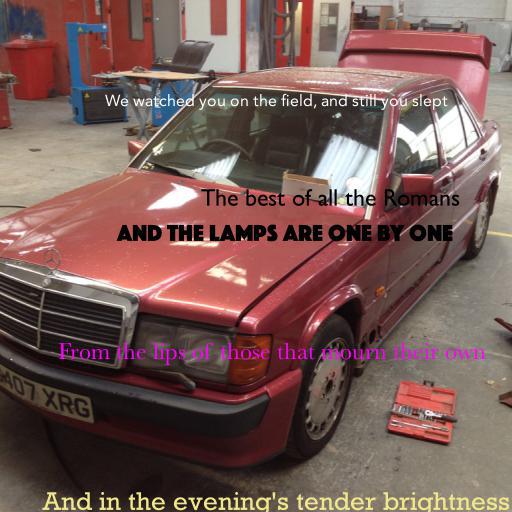 We watched you on the field, and still you slept
The best of all the Romans
AND THE LAMPS ARE ONE BY ONE
From the lips of those that mourn their own
407 XRG
And in the evening's tender brightness